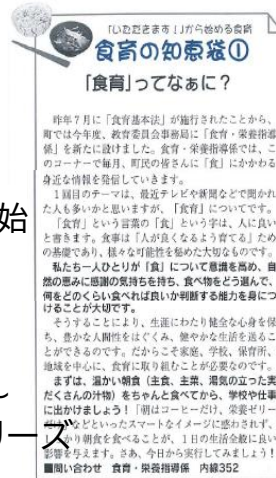 「いただきます!」から始める食育
食育の知恵袋①
「食育」ってなぁに?
昨年7月に「食育基本法」が施行されたことから、
町では今年度、教育委員会事務局に「食育・栄養指導
係」を新たに設けました。食育・栄養指導係では、こ
のコーナーで毎月、町民の皆さんに「食」にかかわる
身近な情報を発信していきます。
1回目のテーマは、最近テレビや新聞などで聞かれ
た人も多いかと思いますが、「食育」についてです。
「食育」という言葉の「食」という字は、人に良い
と書きます。食事は「人が良くなるよう育てる」ため
の基礎であり、様々な可能性を秘めた大切なものです。
私たち一人ひとりが「食」について意識を高め、自
然の恵みに感謝の気持ちを持ち、食べ物をどう選んで、
何をどのくらい食べれば良いか判断する能力を身につ
けることが大切です。
そうすることにより、生涯にわたり健全な心身を保
ち、豊かな人間性をはぐくみ、健やかな生活を送るこ
とができるのです。だからこそ家庭、学校、保育所、
地域を中心に、食育に取り組むことが必要なのです。
まずは、温かい朝食(主食、主菜、湯気の立った実
だくさんの汁物)をちゃんと食べてから、学校や仕事
に出かけましょう!「朝はコーヒーだけ、栄養ゼリー
などといったスマートなイメージに惑わされず、
かり朝食を食べることが、1日の生活全般に良い
影響を与えます。さあ、今日から実行してみましょう!
■問い合わせ 食育・栄養指導係 内線352
始
リーズ